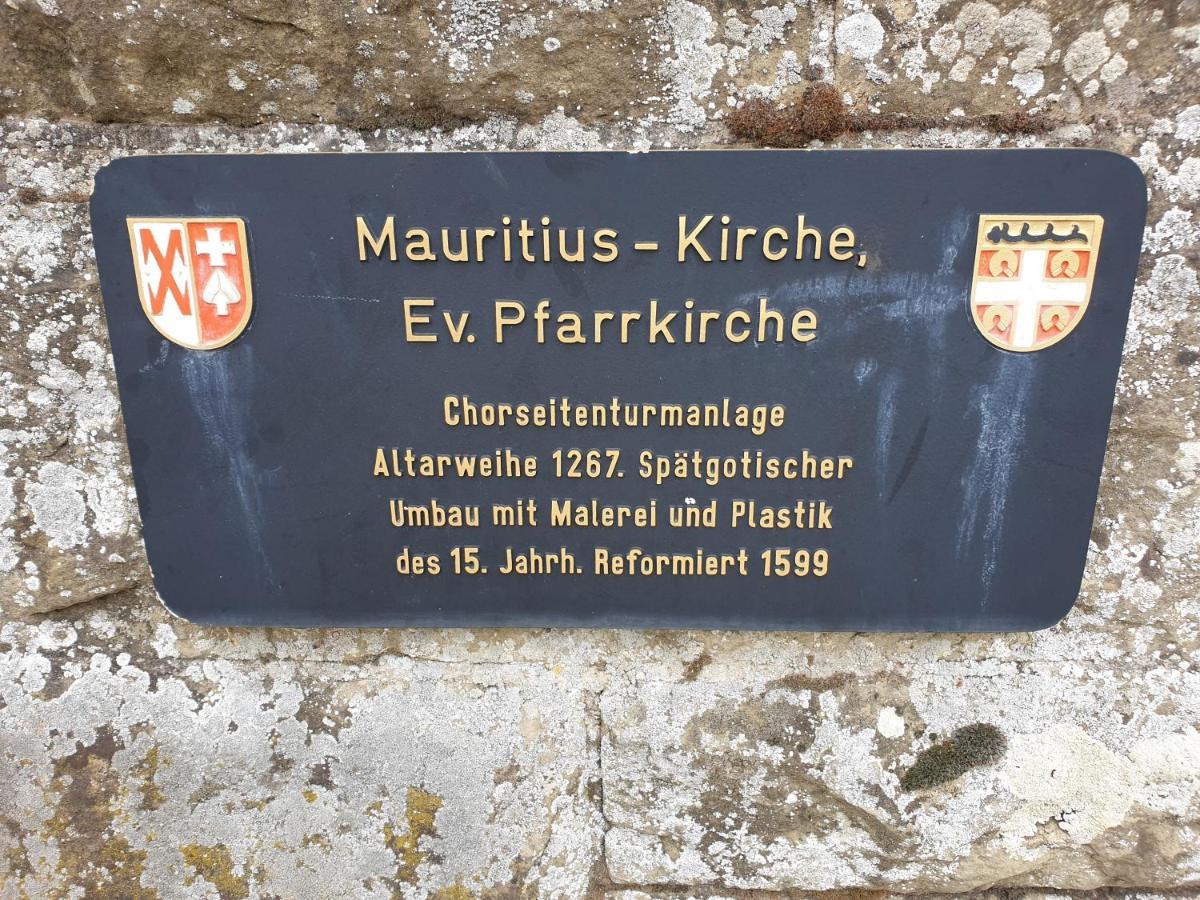 Mauritius - Kirche,
Ev. Pfarrkirche
Chorseitenturmanlage
Altarweihe 1267. Spätgotischer
Umbau mit Malerei und Plastik
des 15. Jahrh. Reformiert 1599